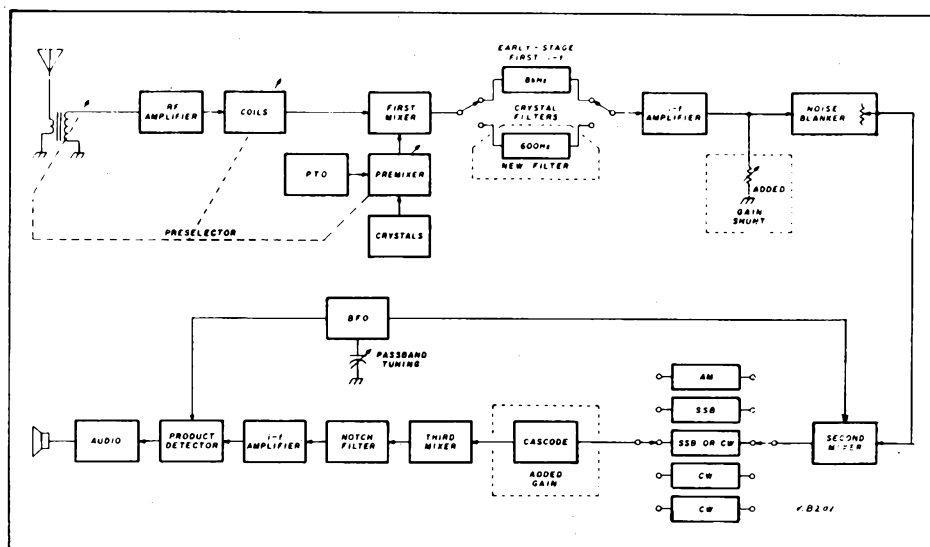 EARLY-STAGE
FIRST i-f
8kHz
RF
AMPLIFIER
COILS
FIRST
MIXER
CRYSTAL
FILTERS
i-f
AMPLIFIER
NOISE
BLANKER
600Hz
NEW FILTER
PTO
PREMIXER
ADDED
GAIN
SHUNT
PRESELECTOR
CRYSTALS
BFO
PASSBAND
TUNING
AM
SSB
AUDIO
PRODUCT
DETECTOR
i-f
AMPLIFIER
NOTCH
FILTER
THIRD
MIXER
CASCODE
SSB OR CW
SECOND
MIXER
ADDED
GAIN
CW
CW